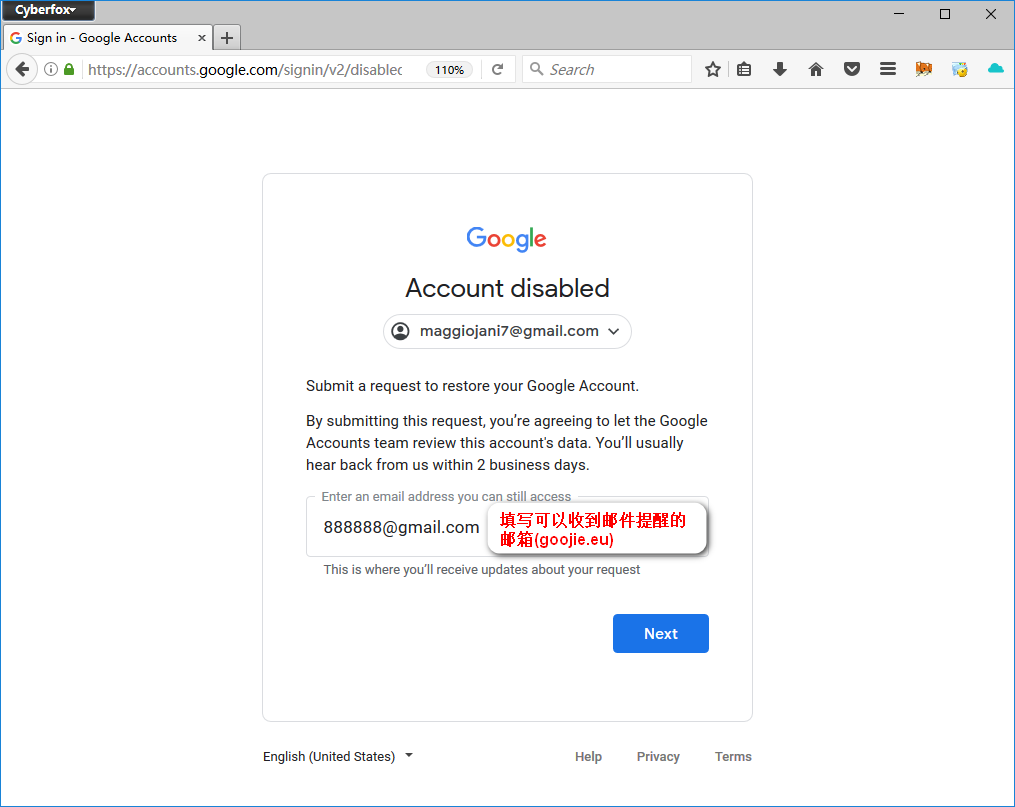 Cyberfox
Sign in - Google Accounts
https://accounts.google.com/signin/v2/disabled
110%
Search
Google
Account disabled
maggiojani7@gmail.com
Submit a request to restore your Google Account.
By submitting this request, you’re agreeing to let the Google
Accounts team review this account's data. You’ll usually
hear back from us within 2 business days.
Enter an email address you can still access
888888@gmail.com
填写可以收到邮件提醒的
邮箱(goojie.eu)
This is where you’ll receive updates about your request
Next
English (United States)
Help Privacy Terms